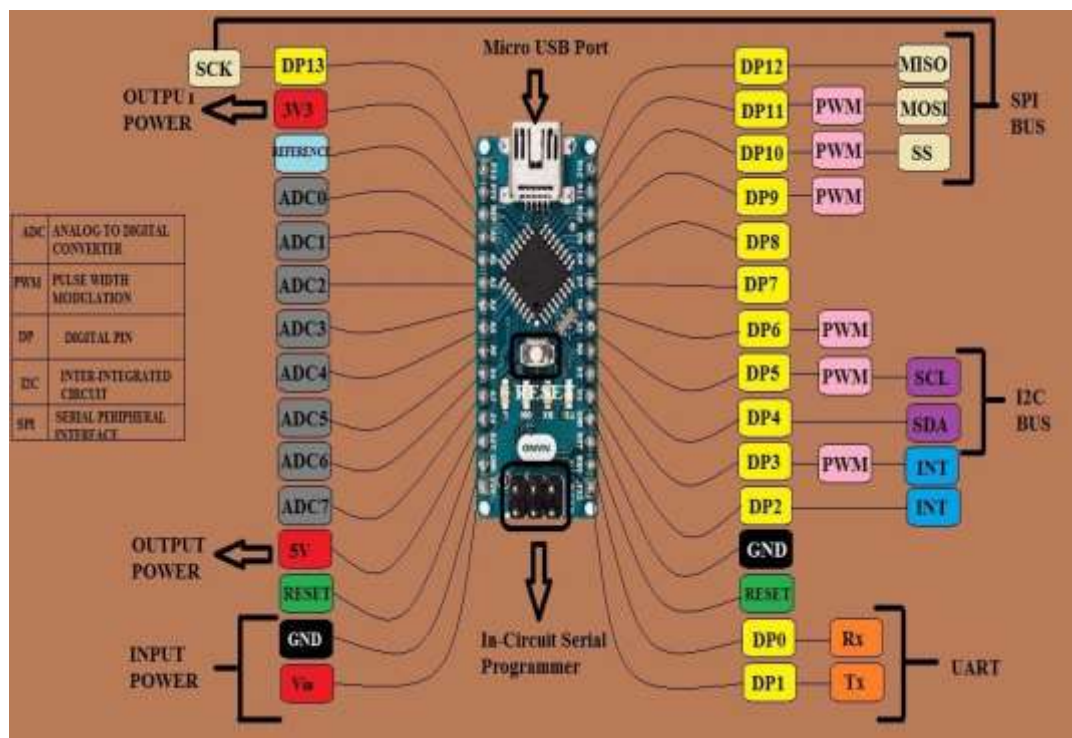 Micro USB Port
SCK
DP13
OUTPUT
POWER
3V3
REFERENCE
ADC0
ADC1
ADC2
ADC3
ADC4
ADC5
ADC6
ADC7
OUTPUT
POWER
5V
RESET
INPUT
POWER
GND
Vin
ADC ANALOG TO DIGITAL
CONVERTER
PWM PULSE WIDTH
MODULATION
DP DIGITAL PIN
I2C INTER-INTEGRATED
CIRCUIT
SPI SERIAL PERIPHERAL
INTERFACE
RESET
NANO
In-Circuit Serial
Programmer
DP12 MISO
DP11 PWM MOSI
DP10 PWM SS
SPI
BUS
DP9 PWM
DP8
DP7
DP6 PWM
DP5 PWM SCL
DP4 SDA
I2C
BUS
DP3 PWM INT
DP2 INT
GND
RESET
DP0 Rx
DP1 Tx
UART